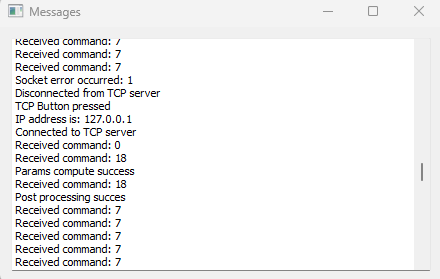 Messages
Received command: 7
Received command: 7
Received command: 7
Socket error occurred: 1
Disconnected from TCP server
TCP Button pressed
IP address is: 127.0.0.1
Connected to TCP server
Received command: 0
Received command: 18
Params compute success
Received command: 18
Post processing succes
Received command: 7
Received command: 7
Received command: 7
Received command: 7
Received command: 7